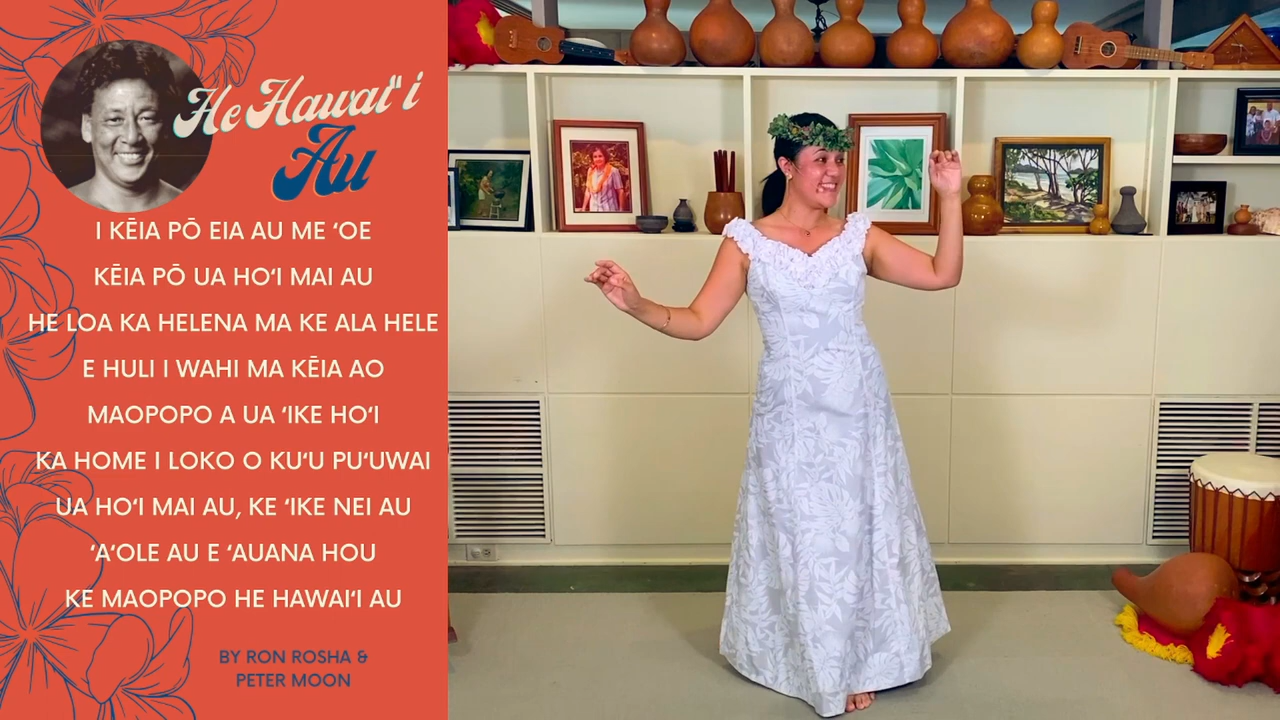 He Hawaiʻi
Au
I KĒIA PŌ EIA AU ME ʻOE
KĒIA PŌ UA HOʻI MAI AU
HE LOA KA HELENA MA KE ALA HELE
E HULI I WAHI MA KĒIA AO
MAOPOPO A UA ʻIKE HOʻI
KA HOME I LOKO O KUʻU PUʻUWAI
UA HOʻI MAI AU, KE ʻIKE NEI AU
ʻAʻOLE AU E ʻAUANA HOU
KE MAOPOPO HE HAWAIʻI AU
BY RON ROSHA &
PETER MOON